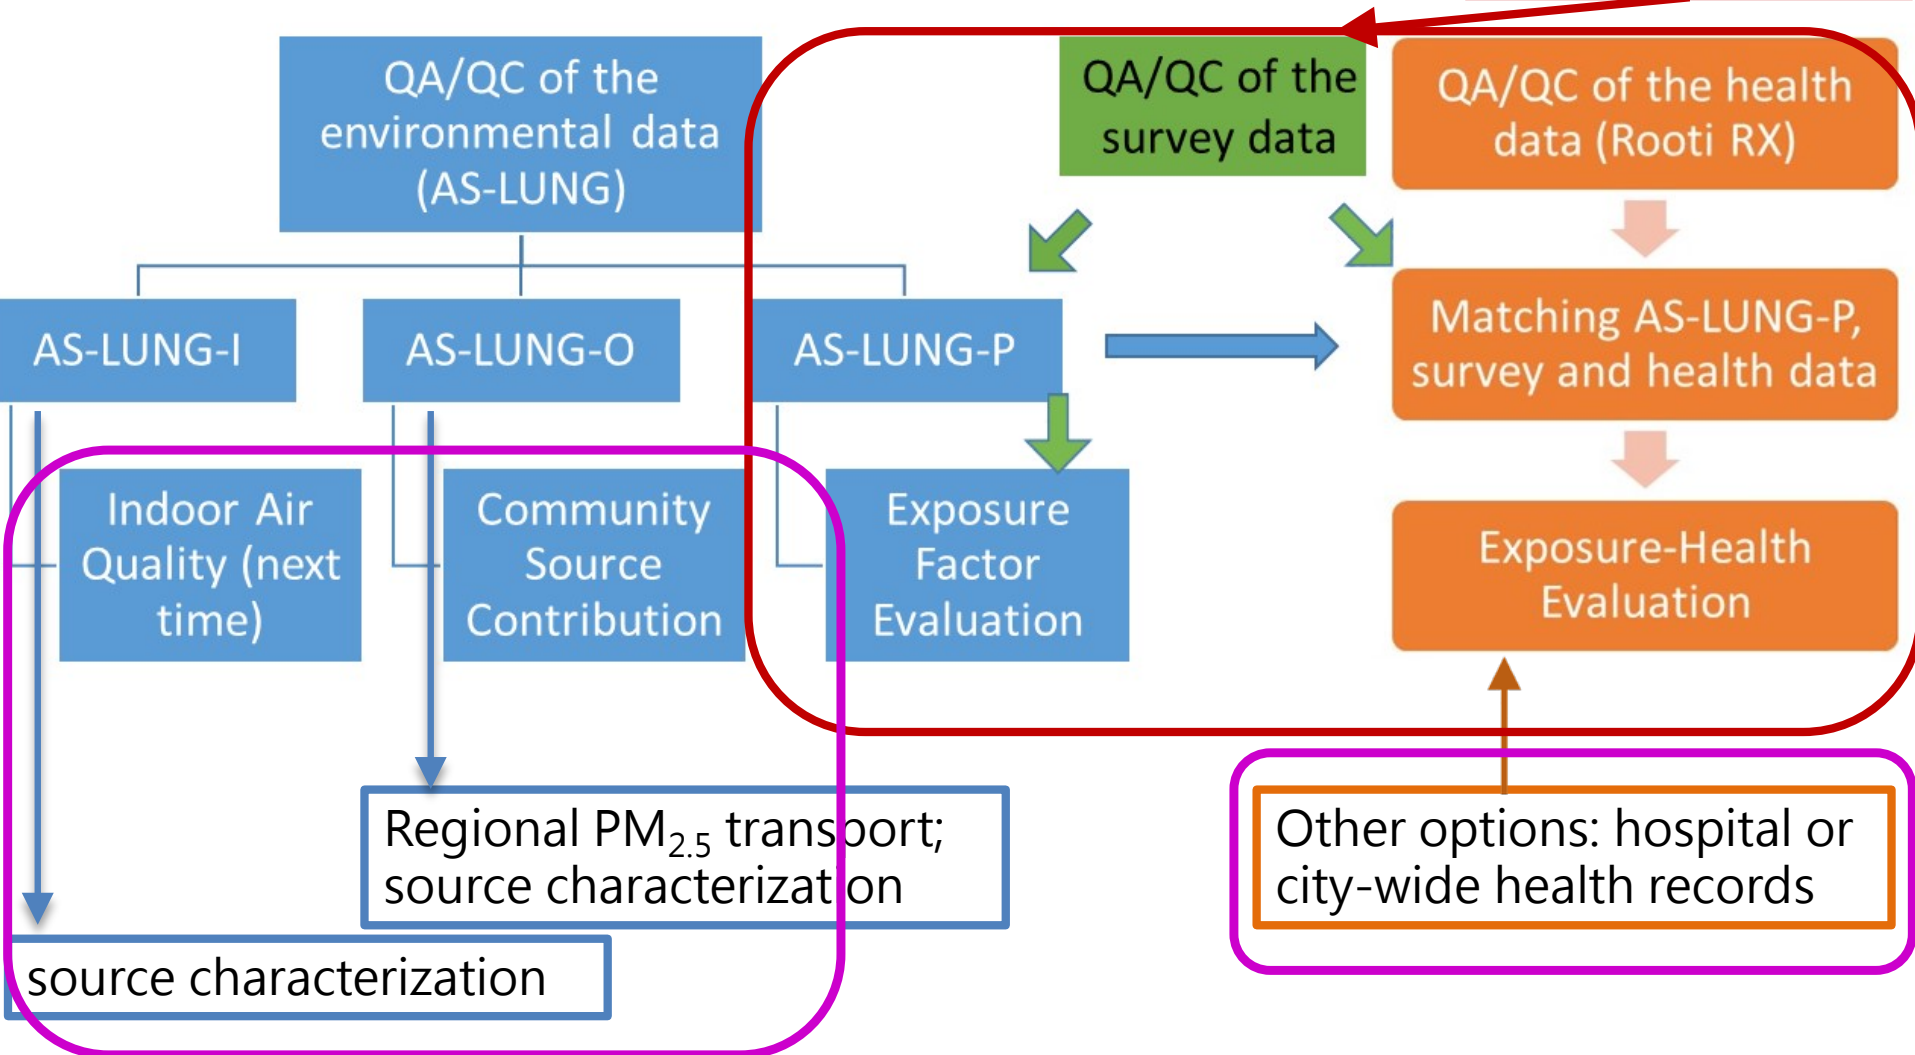 QA/QC of the
environmental data
(AS-LUNG)
QA/QC of the
survey data
QA/QC of the health
data (Rooti RX)
AS-LUNG-I
AS-LUNG-O
AS-LUNG-P
Matching AS-LUNG-P,
survey and health data
Indoor Air
Quality (next
time)
Community
Source
Contribution
Exposure
Factor
Evaluation
Exposure-Health
Evaluation
Regional PM2.5 transport;
source characterization
Other options: hospital or
city-wide health records
source characterization